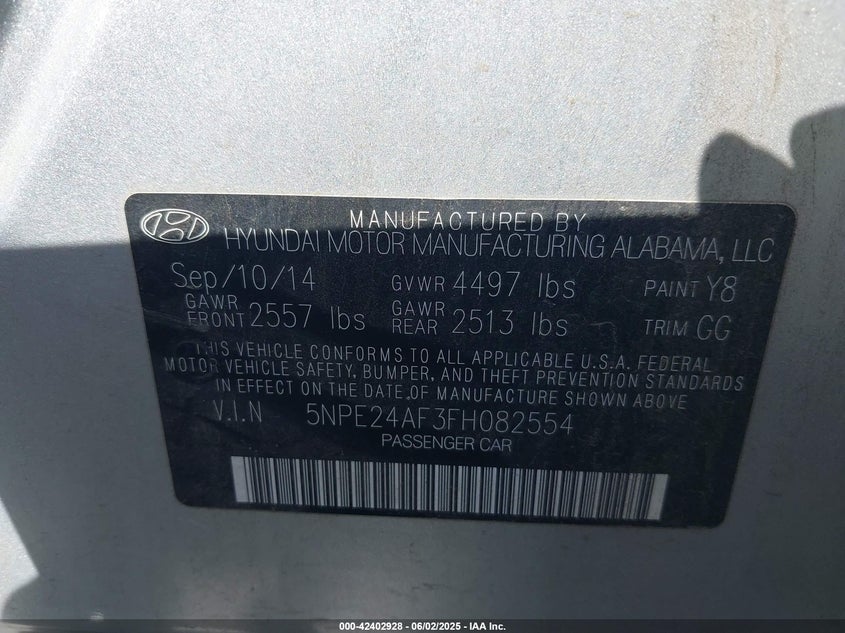 MANUFACTURED BY
HYUNDAI MOTOR MANUFACTURING ALABAMA, LLC
Sep/10/14 GVWR 4497 lbs PAINT Y8
GAWR FRONT 2557 lbs GAWR REAR 2513 lbs TRIM GG
THIS VEHICLE CONFORMS TO ALL APPLICABLE U.S.A. FEDERAL
MOTOR VEHICLE SAFETY, BUMPER, AND THEFT PREVENTION STANDARDS
IN EFFECT ON THE DATE OF MANUFACTURE SHOWN ABOVE
V.I.N 5NPE24AF3FH082554
PASSENGER CAR
000-42402928 - 06/02/2025 - IAA Inc.